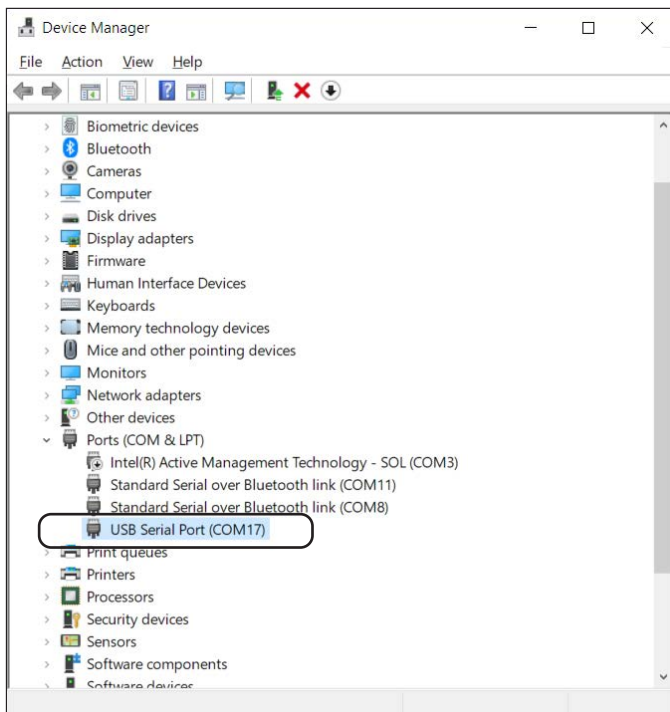 Device Manager
File Action View Help
Biometric devices
Bluetooth
Cameras
Computer
Disk drives
Display adapters
Firmware
Human Interface Devices
Keyboards
Memory technology devices
Mice and other pointing devices
Monitors
Network adapters
Other devices
Ports (COM & LPT)
Intel(R) Active Management Technology - SOL (COM3)
Standard Serial over Bluetooth link (COM11)
Standard Serial over Bluetooth link (COM8)
USB Serial Port (COM17)
Print queues
Printers
Processors
Security devices
Sensors
Software components
Software devices